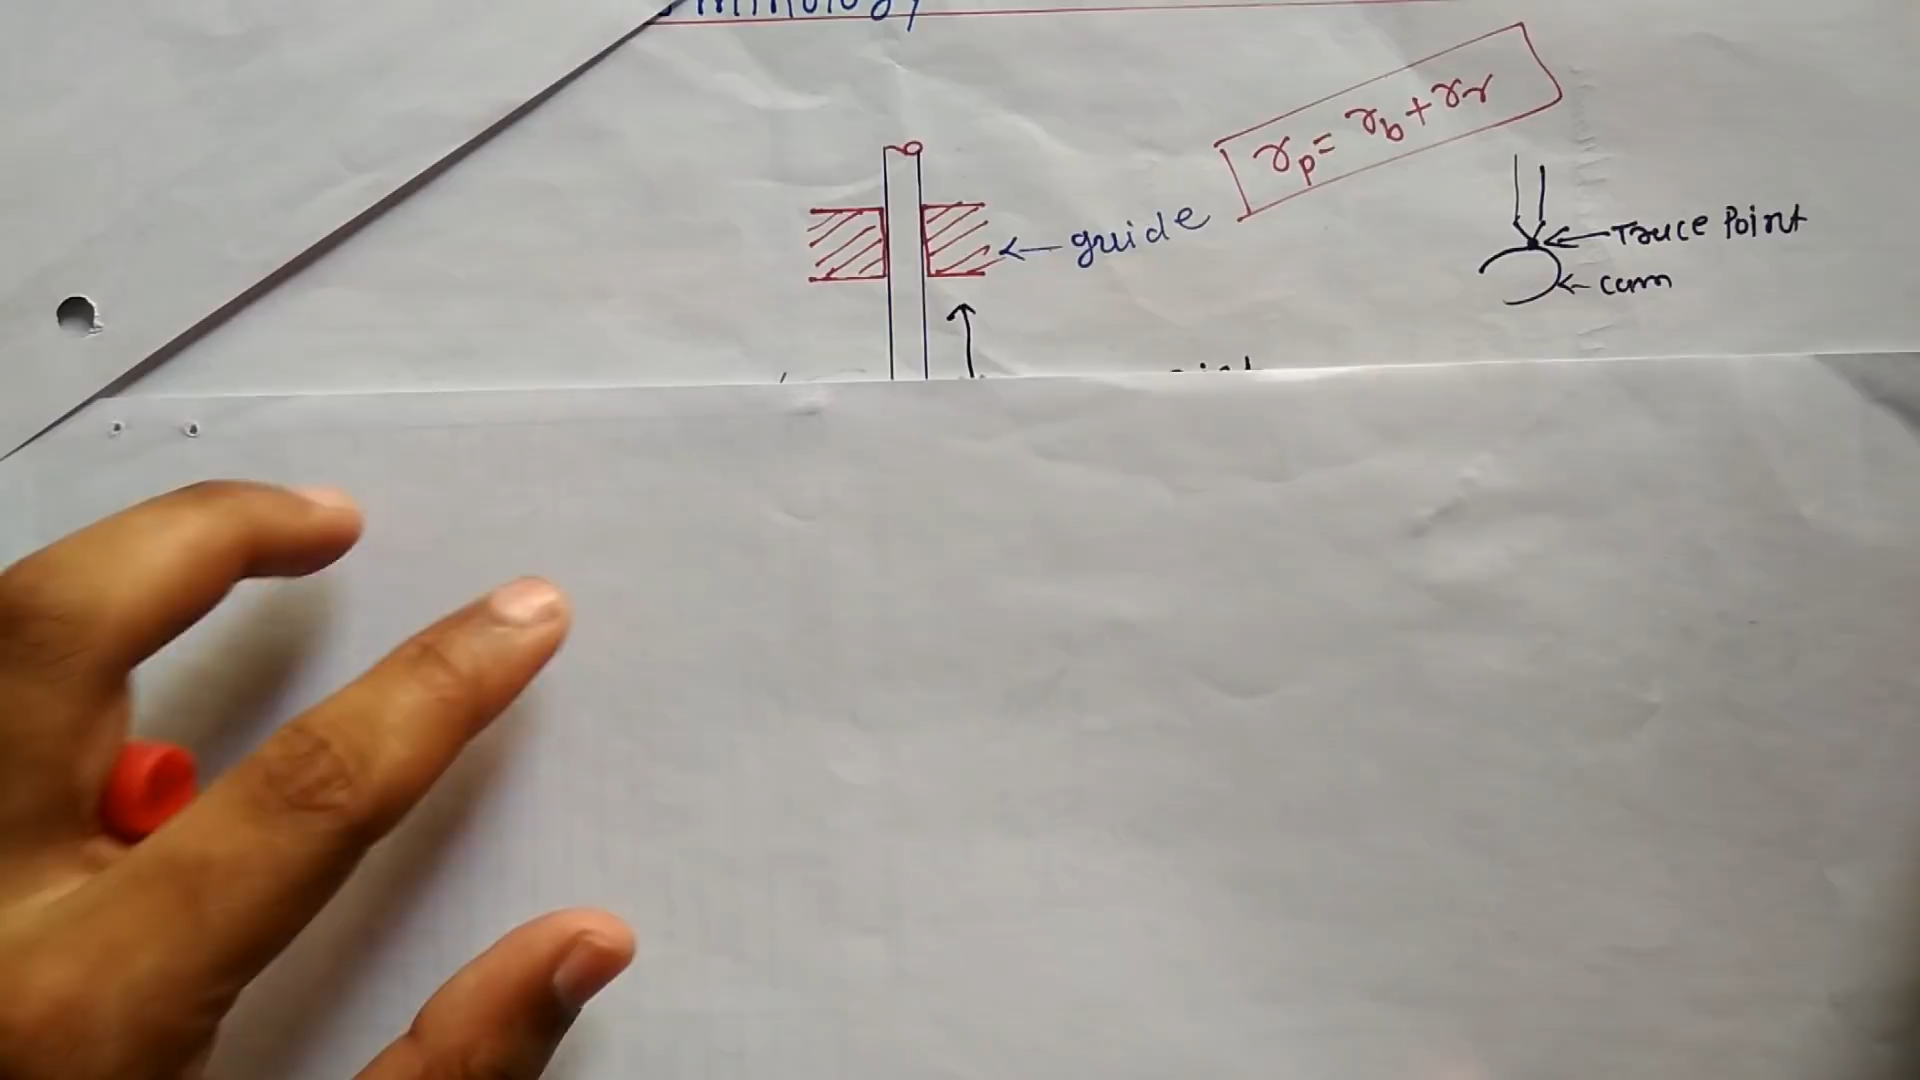 rp = rb + rr
guide
Trace Point
cam